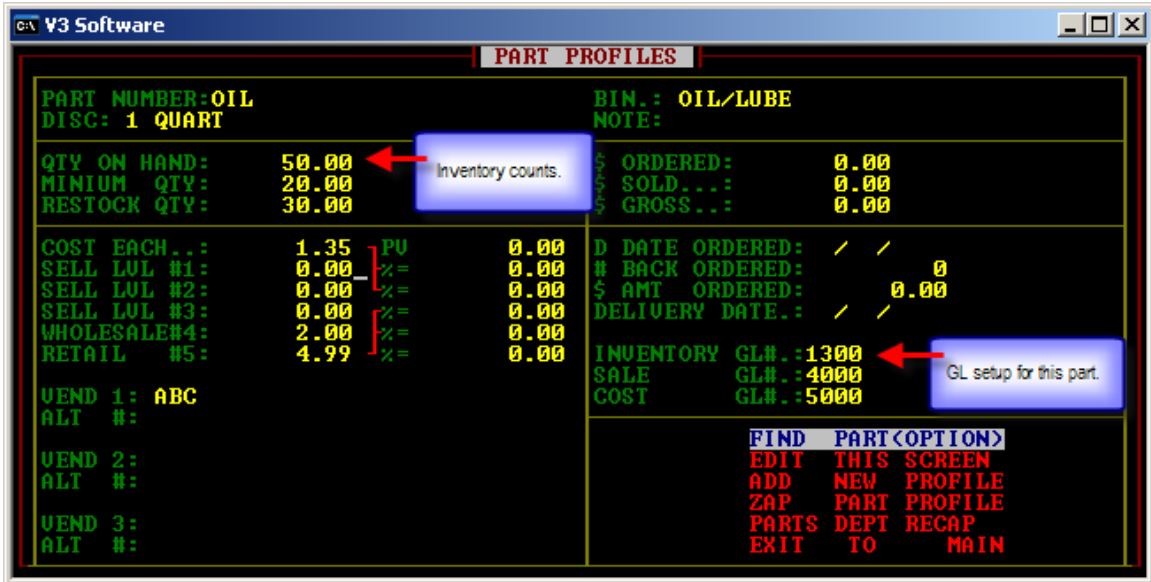 V3 Software
PART PROFILES
PART NUMBER:OIL
DISC: 1 QUART
BIN.: OIL/LUBE
NOTE:
QTY ON HAND: 50.00
MINIUM QTY: 20.00
RESTOCK QTY: 30.00
Inventory counts.
$ ORDERED: 0.00
$ SOLD...: 0.00
$ GROSS..: 0.00
COST EACH..: 1.35 PV 0.00
SELL LVL #1: 0.00_ %= 0.00
SELL LVL #2: 0.00 %= 0.00
SELL LVL #3: 0.00 %= 0.00
WHOLESALE#4: 2.00 %= 0.00
RETAIL #5: 4.99 %= 0.00
VEND 1: ABC
ALT #:
VEND 2:
ALT #:
VEND 3:
ALT #:
D DATE ORDERED: / /
# BACK ORDERED: 0
$ AMT ORDERED: 0.00
DELIVERY DATE.: / /
INVENTORY GL#.:1300
SALE GL#.:4000
COST GL#.:5000
GL setup for this part.
FIND PART(OPTION)
EDIT THIS SCREEN
ADD NEW PROFILE
ZAP PART PROFILE
PARTS DEPT RECAP
EXIT TO MAIN